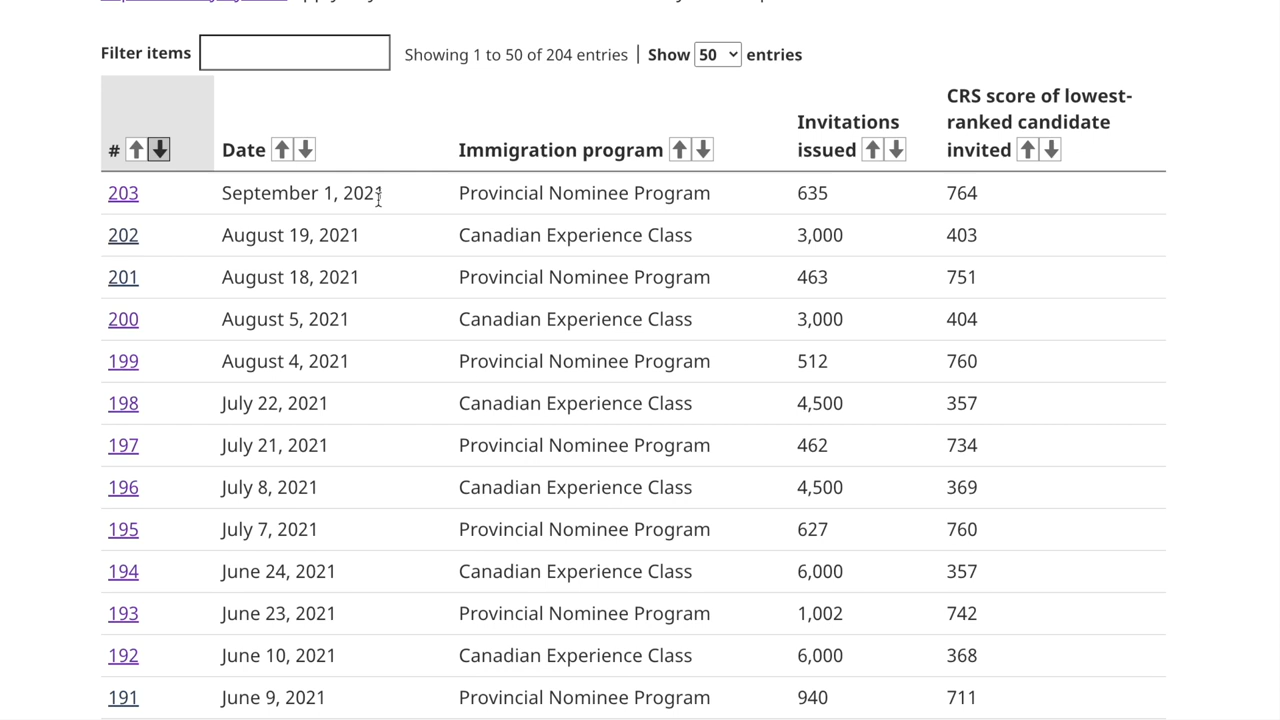 Filter items Showing 1 to 50 of 204 entries | Show 50 entries
CRS score of lowest-
Invitations ranked candidate
# Date Immigration program issued invited
203 September 1, 2021 Provincial Nominee Program 635 764
202 August 19, 2021 Canadian Experience Class 3,000 403
201 August 18, 2021 Provincial Nominee Program 463 751
200 August 5, 2021 Canadian Experience Class 3,000 404
199 August 4, 2021 Provincial Nominee Program 512 760
198 July 22, 2021 Canadian Experience Class 4,500 357
197 July 21, 2021 Provincial Nominee Program 462 734
196 July 8, 2021 Canadian Experience Class 4,500 369
195 July 7, 2021 Provincial Nominee Program 627 760
194 June 24, 2021 Canadian Experience Class 6,000 357
193 June 23, 2021 Provincial Nominee Program 1,002 742
192 June 10, 2021 Canadian Experience Class 6,000 368
191 June 9, 2021 Provincial Nominee Program 940 711